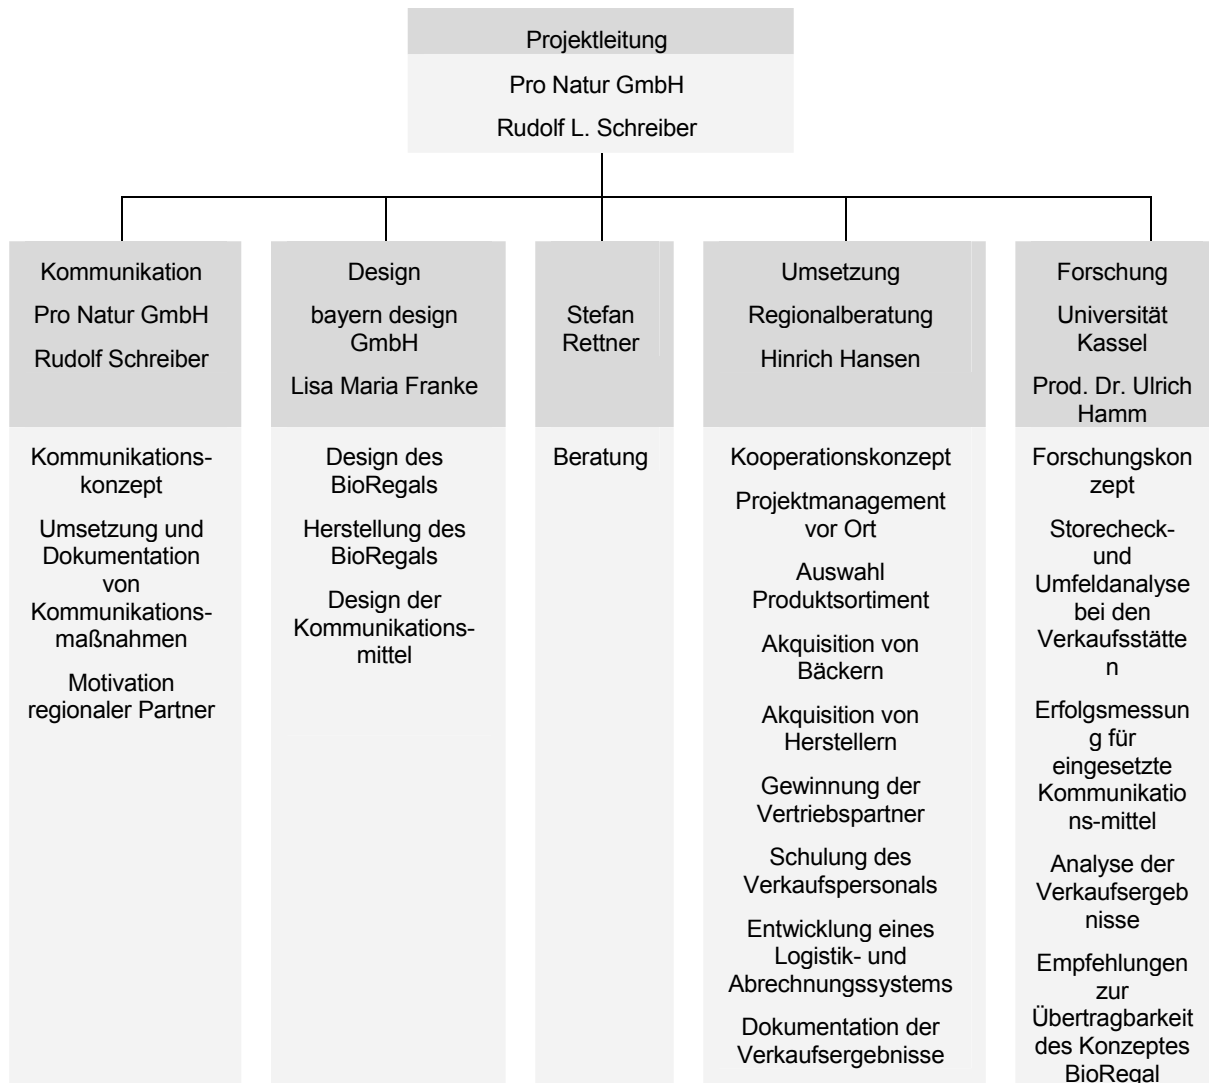 Projektleitung
Pro Natur GmbH
Rudolf L. Schreiber
Kommunikation
Pro Natur GmbH
Rudolf Schreiber
Kommunikations-
konzept
Umsetzung und
Dokumentation
von
Kommunikations-
maßnahmen
Motivation
regionaler Partner
Design
bayern design
GmbH
Lisa Maria Franke
Design des
BioRegals
Herstellung des
BioRegals
Design der
Kommunikations-
mittel
Stefan
Rettner
Beratung
Umsetzung
Regionalberatung
Hinrich Hansen
Kooperationskonzept
Projektmanagement
vor Ort
Auswahl
Produktsortiment
Akquisition von
Bäckern
Akquisition von
Herstellern
Gewinnung der
Vertriebspartner
Schulung des
Verkaufspersonals
Entwicklung eines
Logistik- und
Abrechnungssystems
Dokumentation der
Verkaufsergebnisse
Forschung
Universität
Kassel
Prod. Dr. Ulrich
Hamm
Forschungskon
zept
Storecheck-
und
Umfeldanalyse
bei den
Verkaufsstätte
n
Erfolgsmessun
g für
eingesetzte
Kommunikatio
ns-mittel
Analyse der
Verkaufsergeb
nisse
Empfehlungen
zur
Übertragbarkeit
des Konzeptes
BioRegal